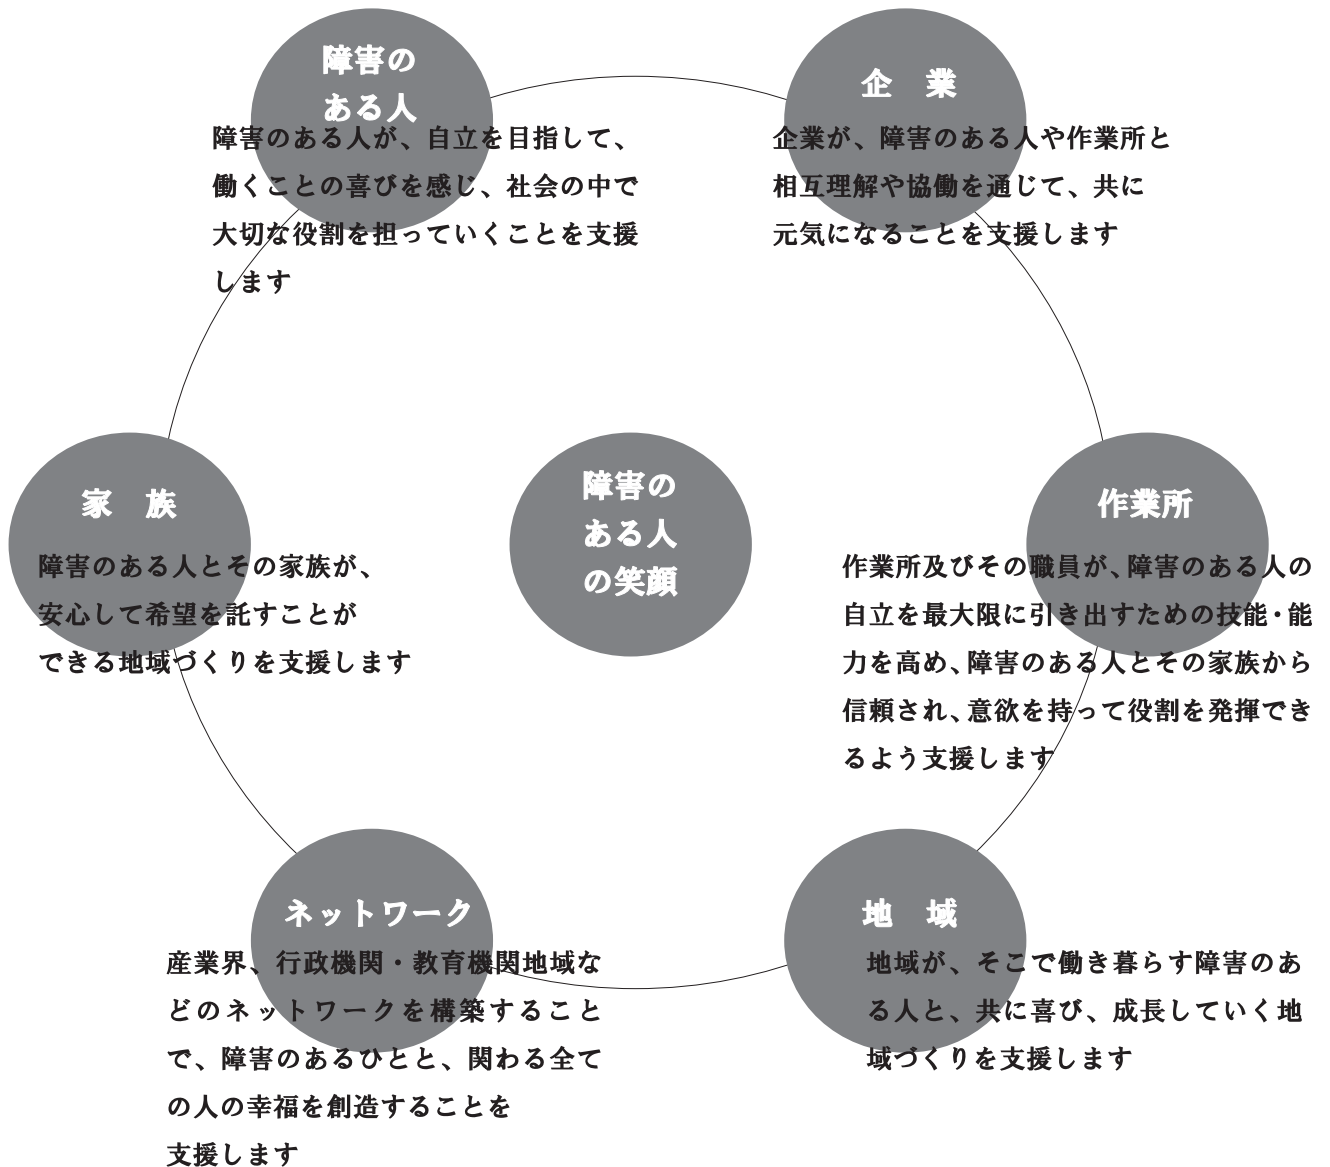 障害の
ある人
障害のある人が、自立を目指して、
働くことの喜びを感じ、社会の中で
大切な役割を担っていくことを支援
します
企　業
企業が、障害のある人や作業所と
相互理解や協働を通じて、共に
元気になることを支援します
家　族
障害のある人とその家族が、
安心して希望を託すことが
できる地域づくりを支援します
障害の
ある人
の笑顔
作業所
作業所及びその職員が、障害のある人の
自立を最大限に引き出すための技能・能
力を高め、障害のある人とその家族から
信頼され、意欲を持って役割を発揮でき
るよう支援します
ネットワーク
産業界、行政機関・教育機関地域な
どのネットワークを構築すること
で、障害のあるひとと、関わる全て
の人の幸福を創造することを
支援します
地　域
地域が、そこで働き暮らす障害のあ
る人と、共に喜び、成長していく地
域づくりを支援します